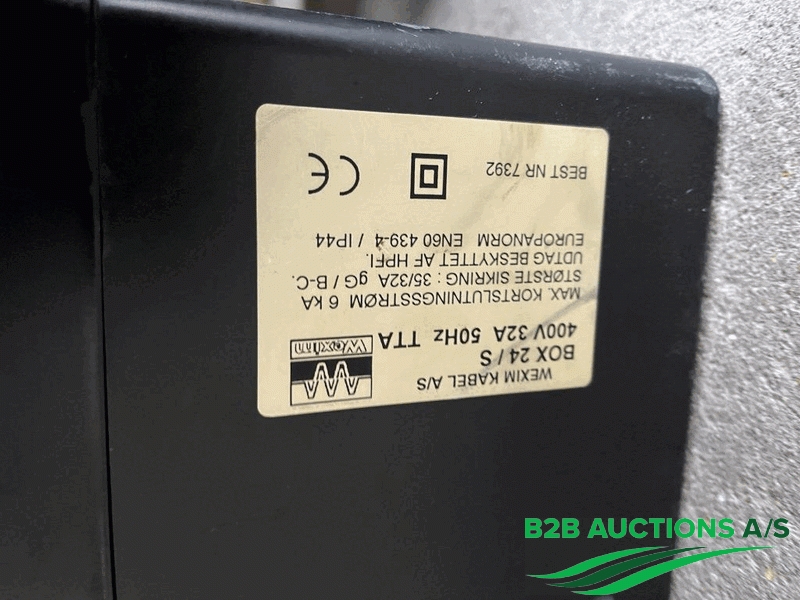 WEXIM KABEL A/S
BOX 24 / S
400V 32A 50Hz TTA
Wexim
MAX. KORTSLUTNINGSSTRØM 6 kA
STØRSTE SIKRING : 35/32A gG / B-C.
UDTAG BESKYTTET AF HPFI.
EUROPANORM EN60 439-4 / IP44
BEST NR 7392
CE
B2B AUCTIONS A/S